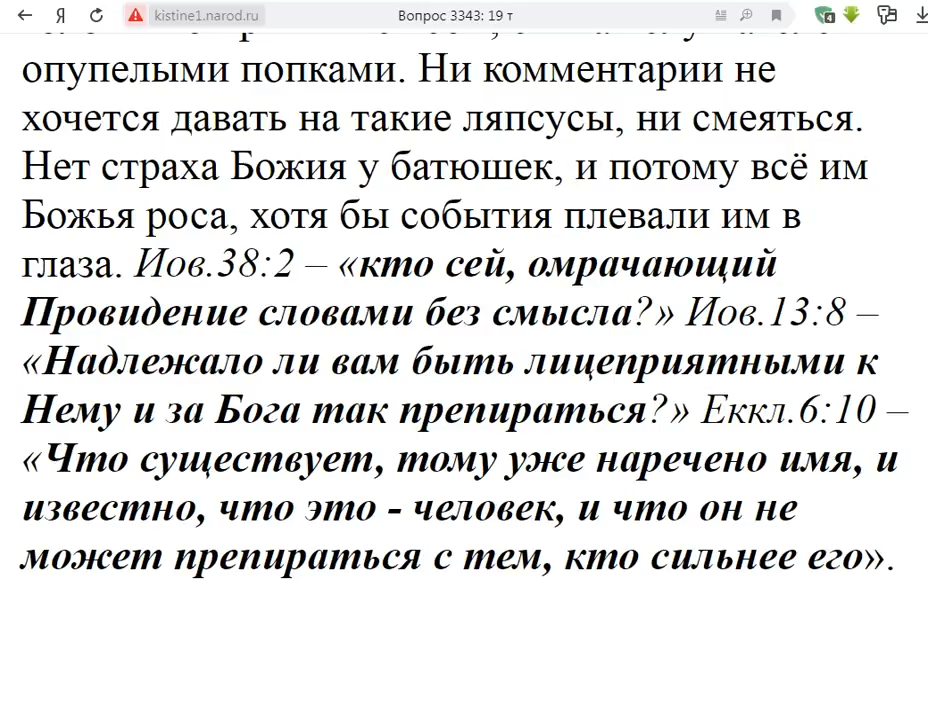 kistine1.narod.ru Вопрос 3343: 19 т
опупелыми попками. Ни комментарии не
хочется давать на такие ляпсусы, ни смеяться.
Нет страха Божия у батюшек, и потому всё им
Божья роса, хотя бы события плевали им в
глаза. Иов.38:2 – «кто сей, омрачающий
Провидение словами без смысла?» Иов.13:8 –
«Надлежало ли вам быть лицеприятными к
Нему и за Бога так препираться?» Еккл.6:10 –
«Что существует, тому уже наречено имя, и
известно, что это - человек, и что он не
может препираться с тем, кто сильнее его».